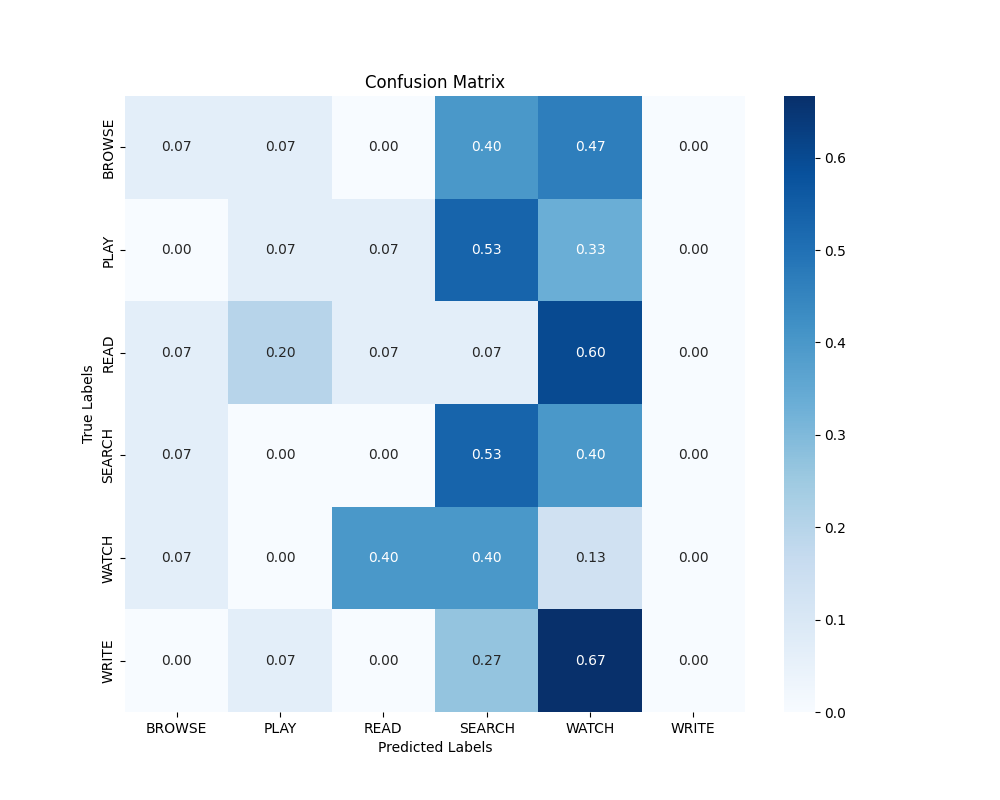 Confusion Matrix
True Labels
BROWSE 0.07 0.07 0.00 0.40 0.47 0.00
PLAY 0.00 0.07 0.07 0.53 0.33 0.00
READ 0.07 0.20 0.07 0.07 0.60 0.00
SEARCH 0.07 0.00 0.00 0.53 0.40 0.00
WATCH 0.07 0.00 0.40 0.40 0.13 0.00
WRITE 0.00 0.07 0.00 0.27 0.67 0.00
BROWSE PLAY READ SEARCH WATCH WRITE
Predicted Labels
0.6
0.5
0.4
0.3
0.2
0.1
0.0